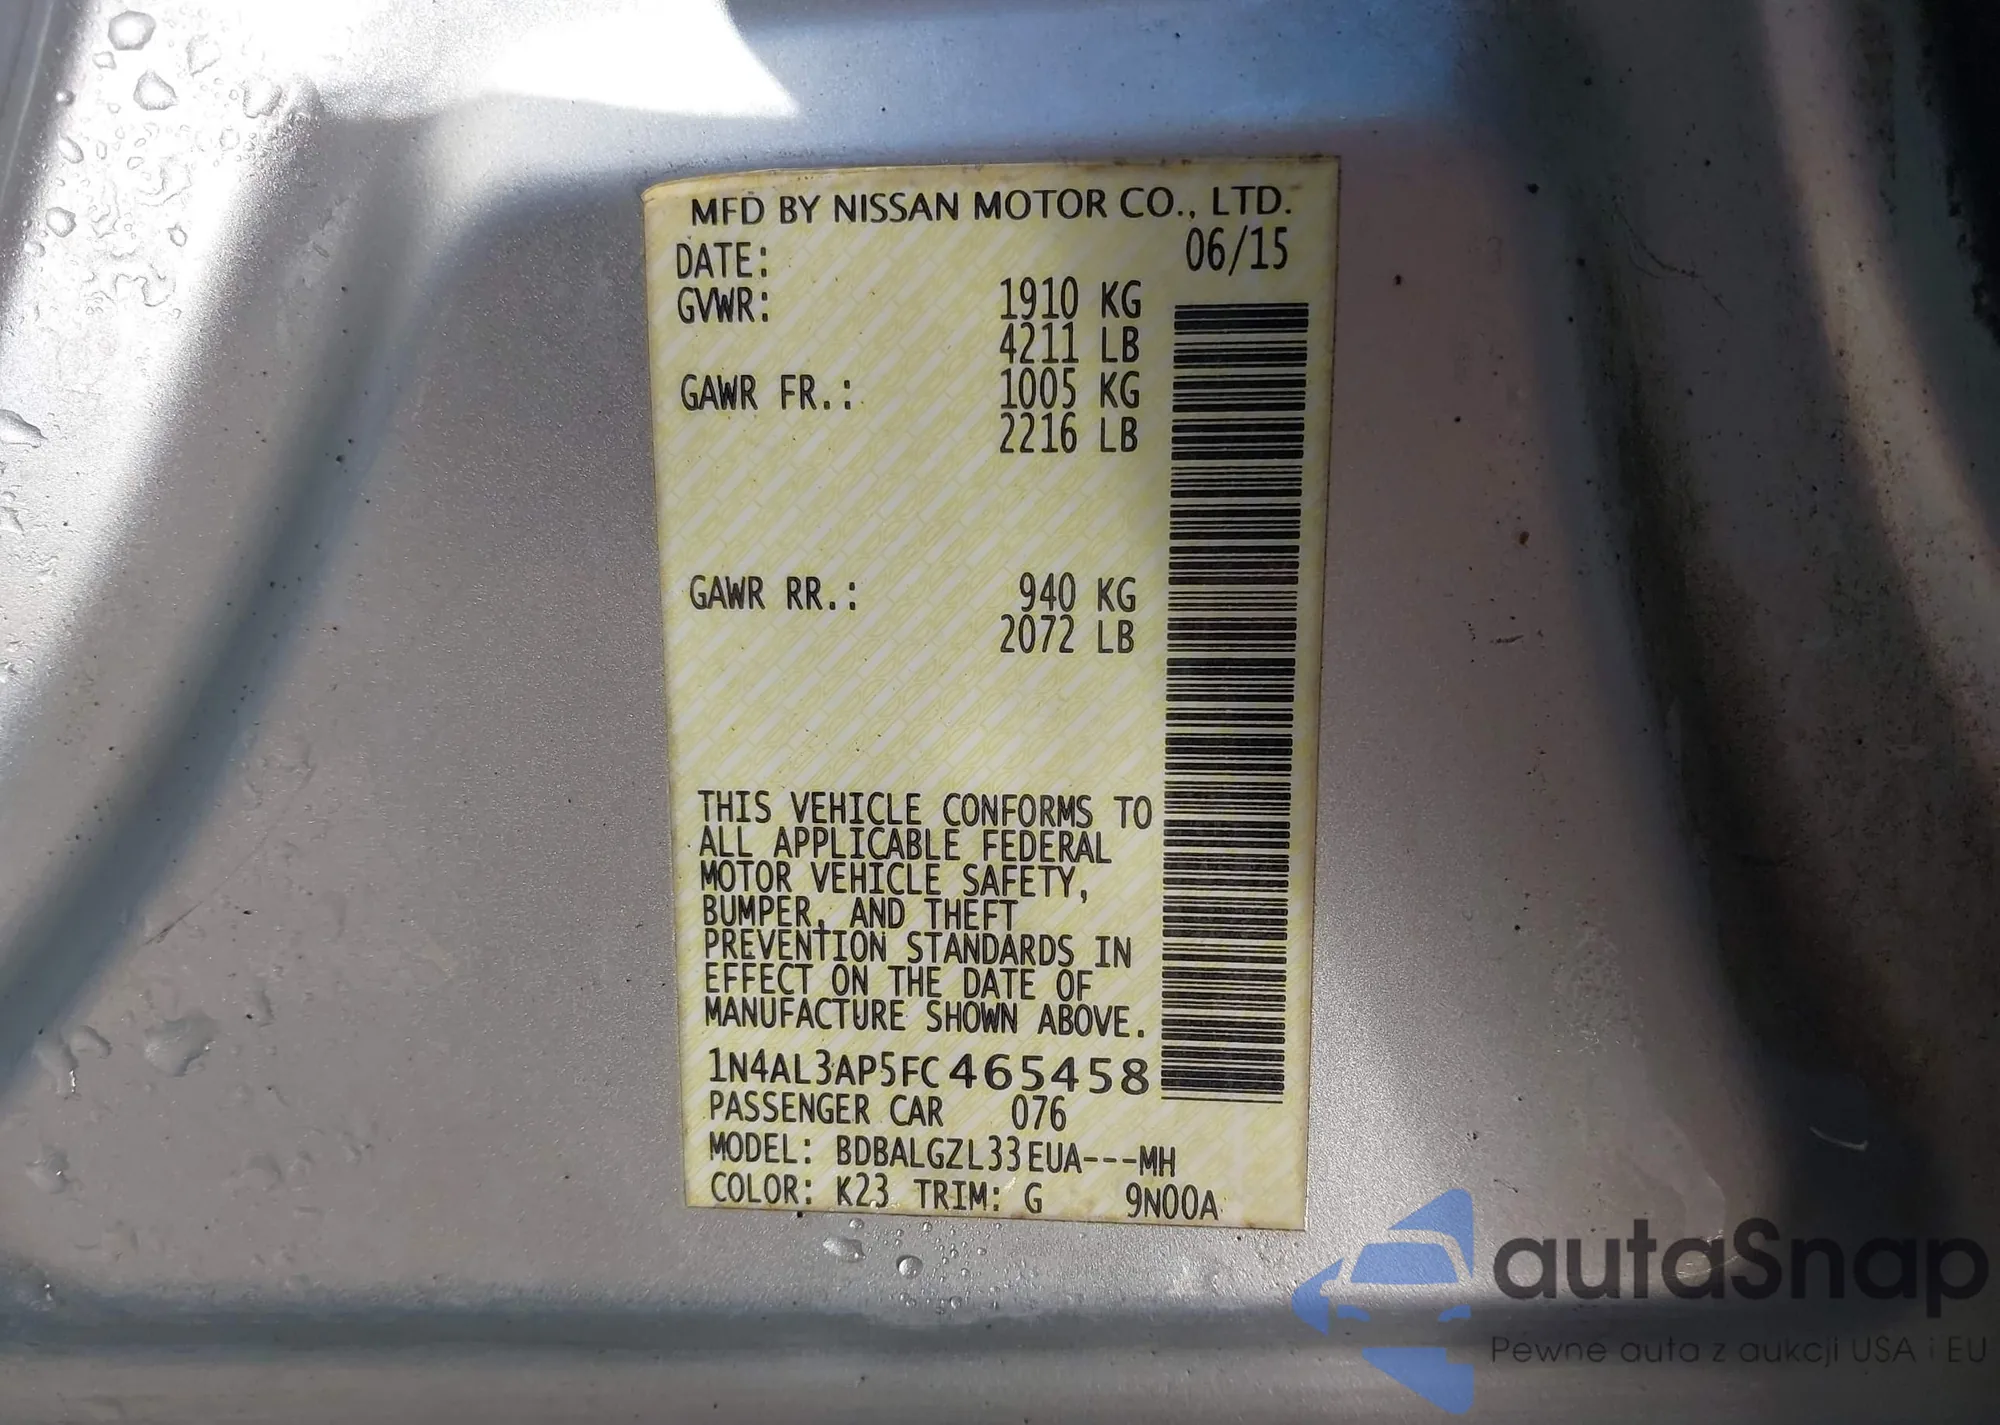 MFD BY NISSAN MOTOR CO., LTD.
DATE: 06/15
GVWR: 1910 KG
4211 LB
GAWR FR.: 1005 KG
2216 LB
GAWR RR.: 940 KG
2072 LB
THIS VEHICLE CONFORMS TO
ALL APPLICABLE FEDERAL
MOTOR VEHICLE SAFETY,
BUMPER, AND THEFT
PREVENTION STANDARDS IN
EFFECT ON THE DATE OF
MANUFACTURE SHOWN ABOVE.
1N4AL3AP5FC465458
PASSENGER CAR 076
MODEL: BDBALGZL33EUA---MH
COLOR: K23 TRIM: G 9N00A
autaSnap
Pewne auta z aukcji USA i EU